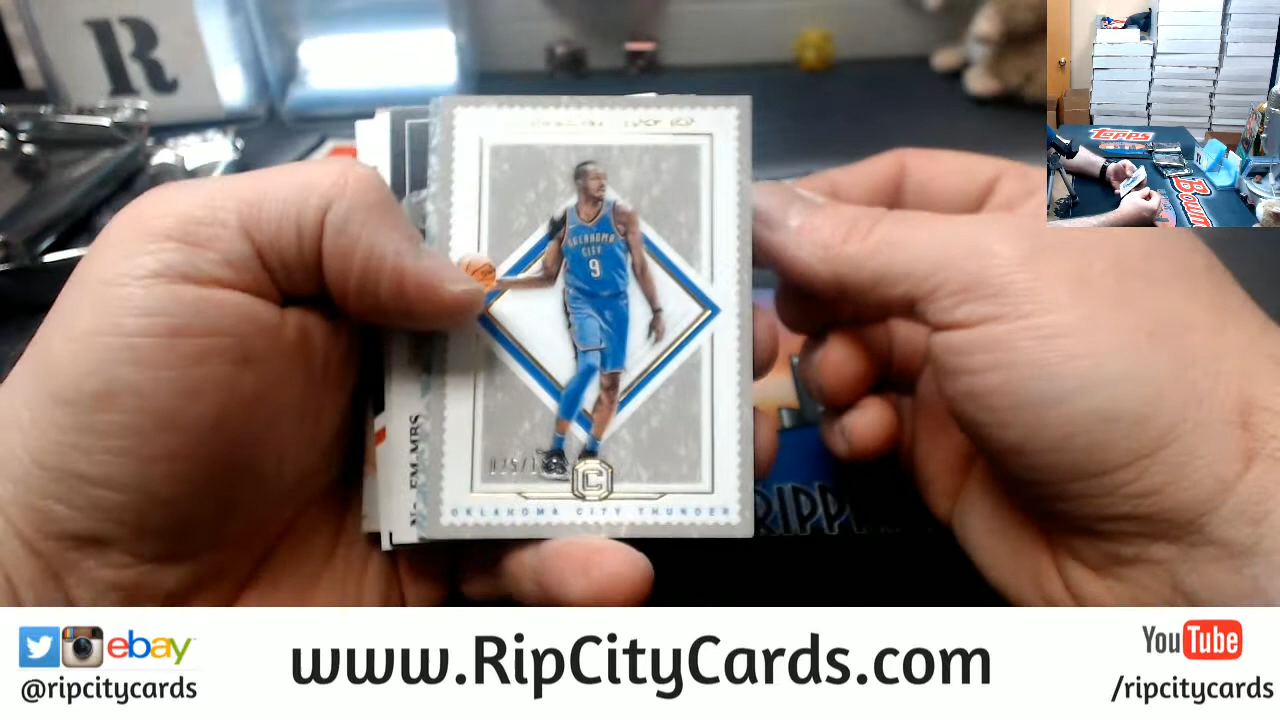 R
Topps
OKLAHOMA
CITY
9
C
OKLAHOMA CITY THUNDER
ebay
@ripcitycards
www.RipCityCards.com
YouTube
/ripcitycards